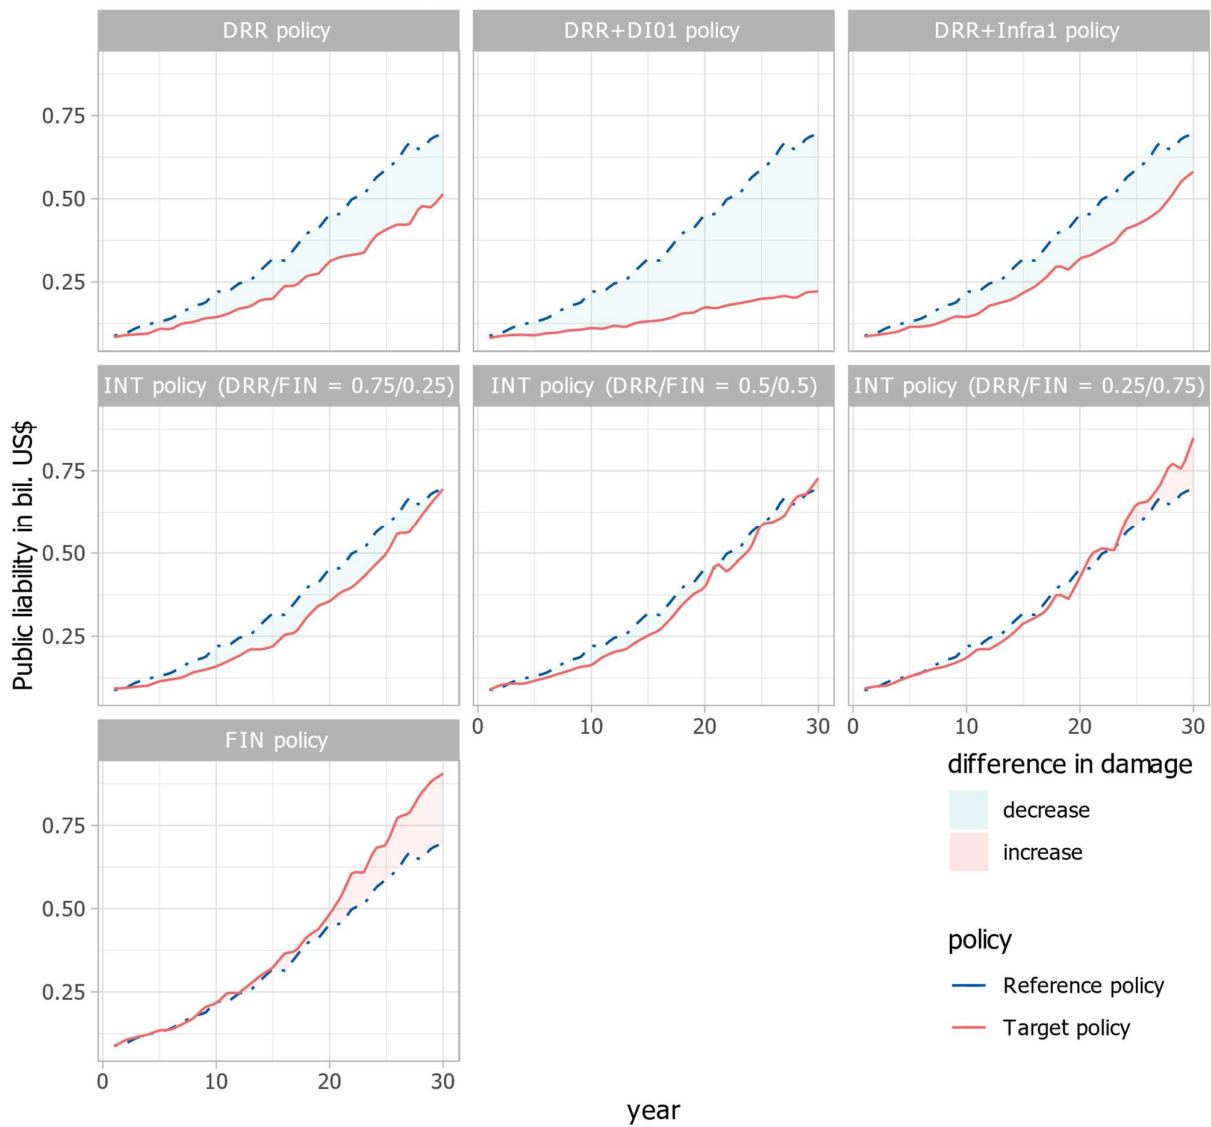 DRR policy
DRR+DI01 policy
DRR+Infra1 policy
0.75
0.50
0.25
INT policy (DRR/FIN = 0.75/0.25)
INT policy (DRR/FIN = 0.5/0.5)
INT policy (DRR/FIN = 0.25/0.75)
Public liability in bil. US$
0.75
0.50
0.25
0
10
20
30
0
10
20
30
FIN policy
0.75
0.50
0.25
0
10
20
30
year
difference in damage
decrease
increase
policy
Reference policy
Target policy